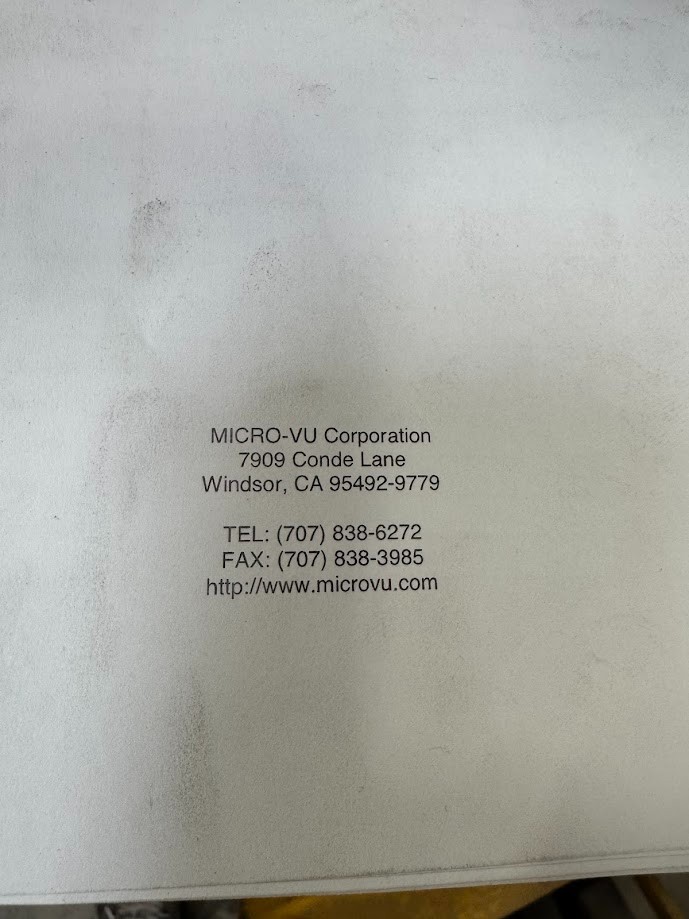 MICRO-VU Corporation
7909 Conde Lane
Windsor, CA 95492-9779
TEL: (707) 838-6272
FAX: (707) 838-3985
http://www.microvu.com